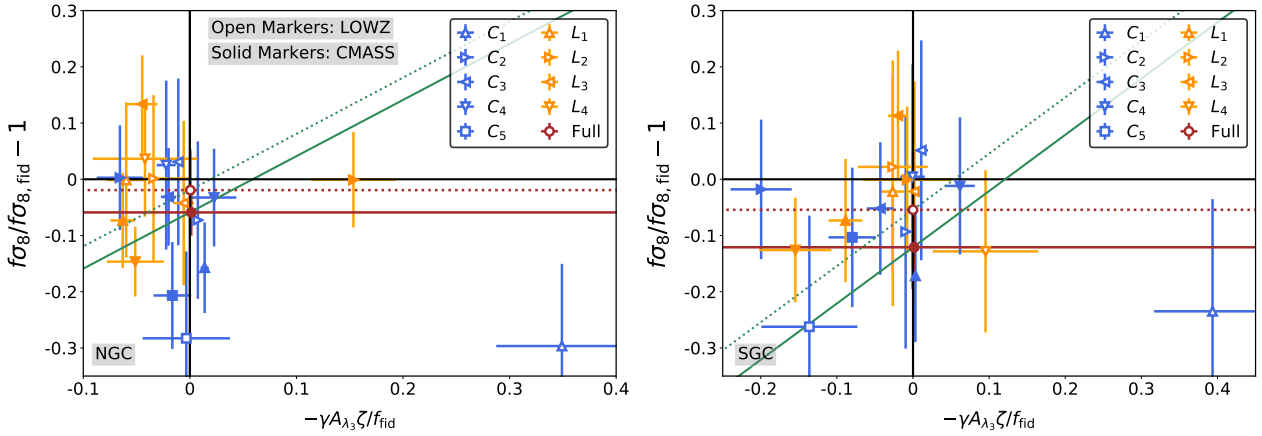 fσ₈/fσ₈,fid − 1
0.3
0.2
0.1
0.0
-0.1
-0.2
-0.3
Open Markers: LOWZ
Solid Markers: CMASS
C₁ L₁
C₂ L₂
C₃ L₃
C₄ L₄
C₅ Full
NGC
-0.1 0 0.1 0.2 0.3 0.4
−γA_λ₃ζ/f_fid
fσ₈/fσ₈,fid − 1
0.3
0.2
0.1
0.0
-0.1
-0.2
-0.3
C₁ L₁
C₂ L₂
C₃ L₃
C₄ L₄
C₅ Full
SGC
-0.2 -0.1 0 0.1 0.2 0.3 0.4
−γA_λ₃ζ/f_fid